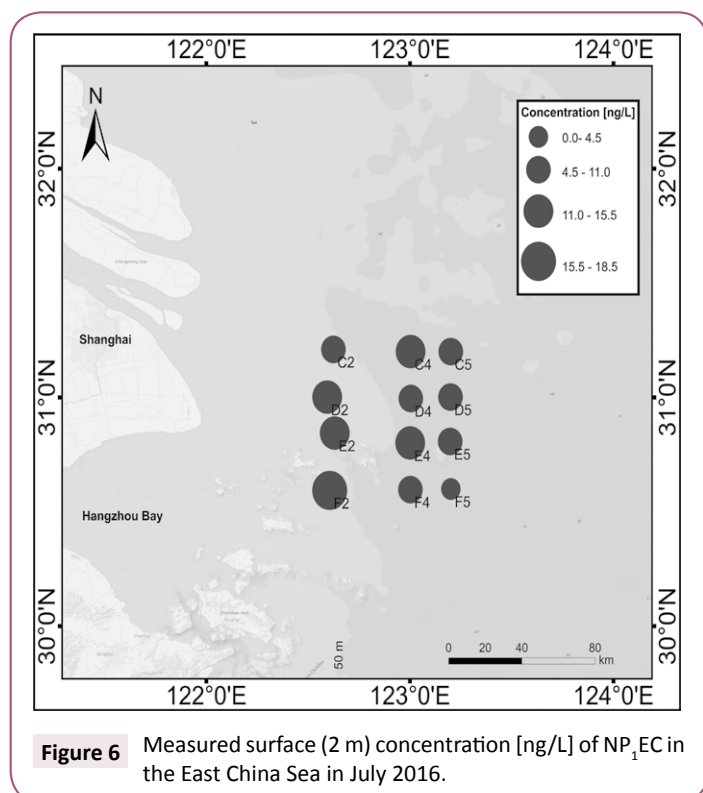 122°0'E 123°0'E 124°0'E
N
Concentration [ng/L]
0.0- 4.5
4.5 - 11.0
11.0 - 15.5
15.5 - 18.5
32°0'N 32°0'N
Shanghai
C2 C4 C5
31°0'N 31°0'N
D2 D4 D5
E2 E4 E5
F2 F4 F5
Hangzhou Bay
30°0'N 30°0'N
50 m
0 20 40 80
km
122°0'E 123°0'E 124°0'E
Figure 6 Measured surface (2 m) concentration [ng/L] of NP₁EC in
the East China Sea in July 2016.